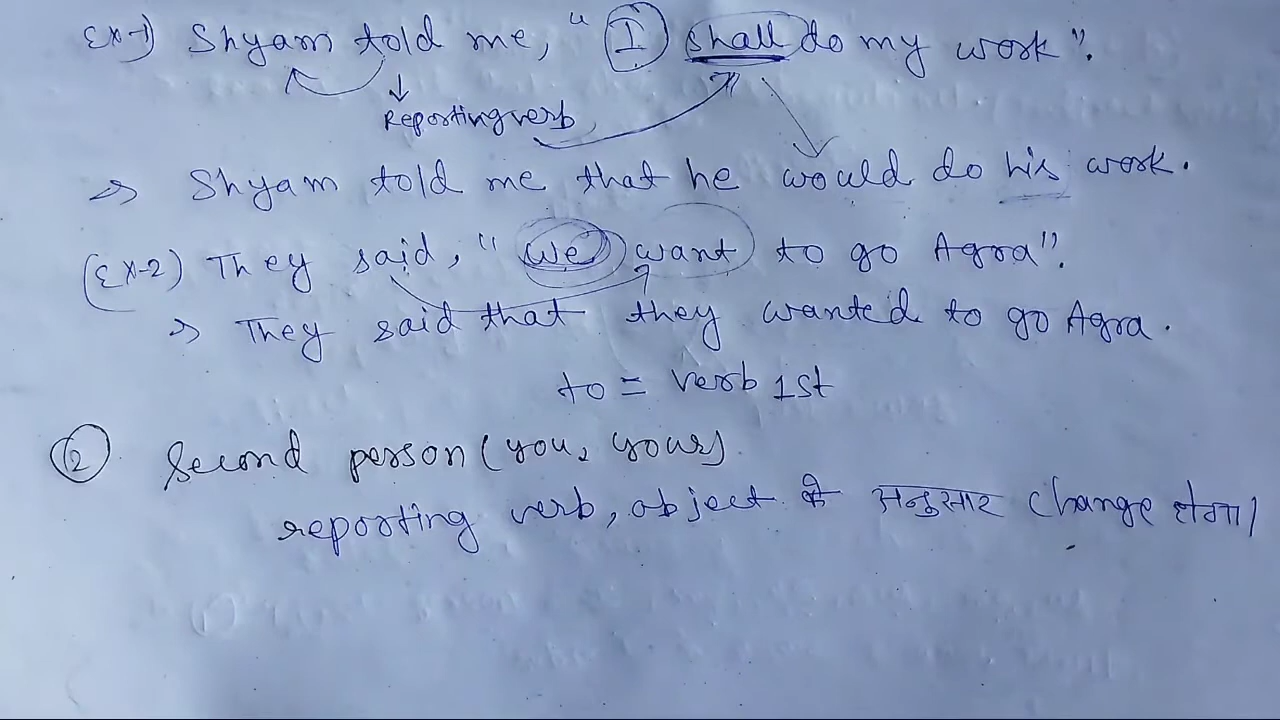 Ex-1) Shyam told me, "I shall do my work".
Reporting verb
⇒ Shyam told me that he would do his work.
(Ex-2) They said, "we want to go Agra".
⇒ They said that they wanted to go Agra.
to = verb 1st
(2) Second person (you, yours)
reporting verb, object के अनुसार change होगा।